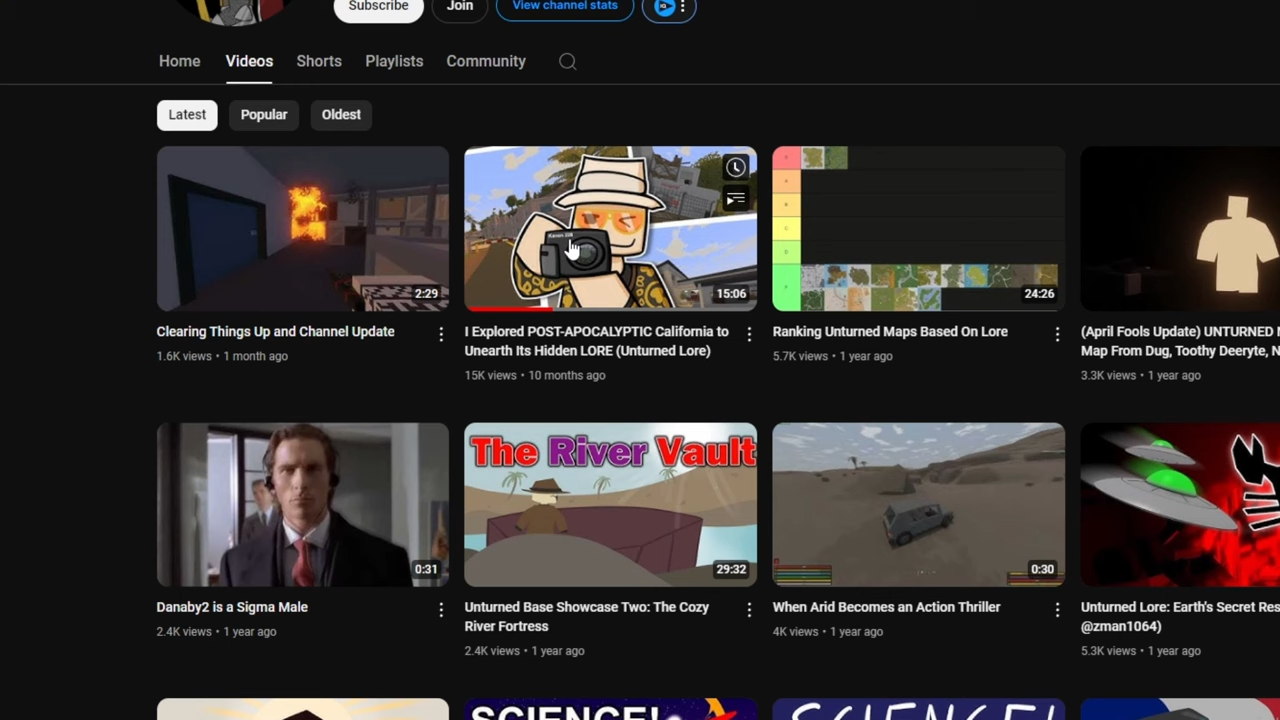 Subscribe
Join
View channel stats
Home
Videos
Shorts
Playlists
Community
Latest
Popular
Oldest
2:29
15:06
24:26
Clearing Things Up and Channel Update
1.6K views • 1 month ago
I Explored POST-APOCALYPTIC California to
Unearth Its Hidden LORE (Unturned Lore)
15K views • 10 months ago
Ranking Unturned Maps Based On Lore
5.7K views • 1 year ago
(April Fools Update) UNTURNED
Map From Dug, Toothy Deeryte, N
3.3K views • 1 year ago
The River Vault
0:31
29:32
0:30
Danaby2 is a Sigma Male
2.4K views • 1 year ago
Unturned Base Showcase Two: The Cozy
River Fortress
2.4K views • 1 year ago
When Arid Becomes an Action Thriller
4K views • 1 year ago
Unturned Lore: Earth's Secret Res
@zman1064)
5.3K views • 1 year ago
SCIENCE!
SCIENCE!